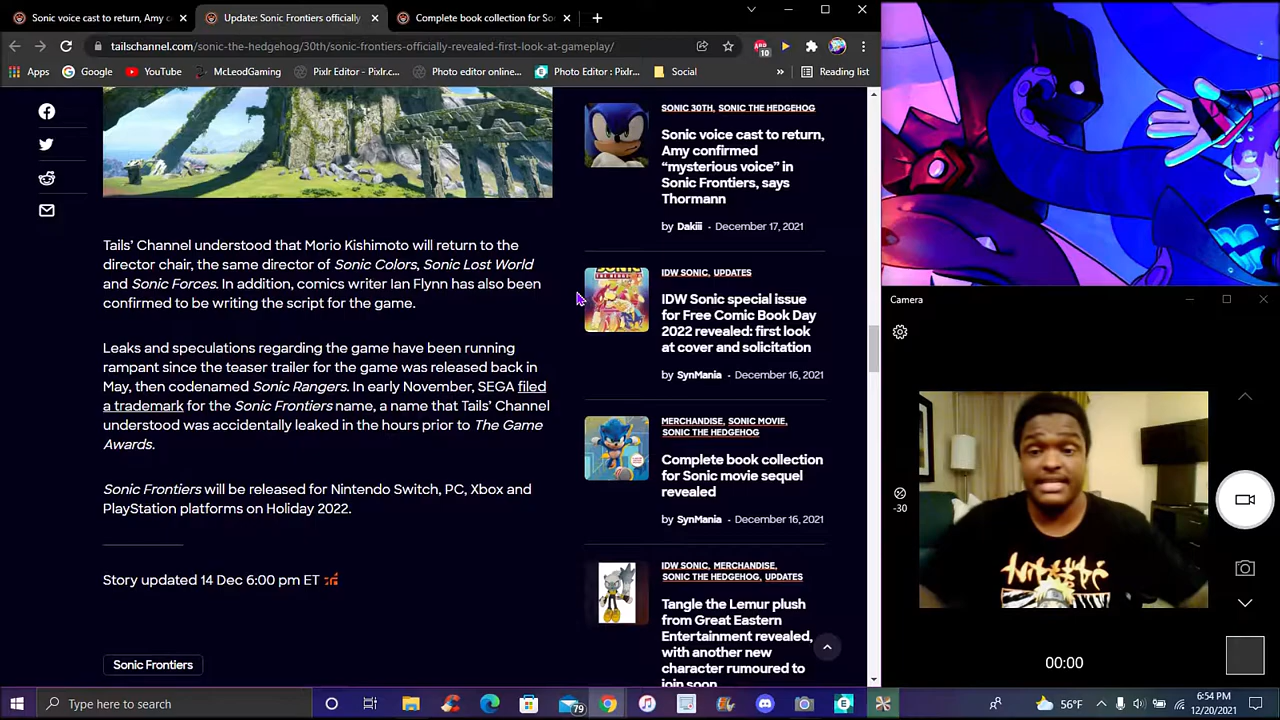 Sonic voice cast to return, Amy c
Update: Sonic Frontiers officially
Complete book collection for So
tailschannel.com/sonic-the-hedgehog/30th/sonic-frontiers-officially-revealed-first-look-at-gameplay/
10
Apps
Google
YouTube
McLeodGaming
Pixlr Editor - Pixlr.c...
Photo editor online...
Photo Editor : Pixlr...
Social
»
Reading list
Tails' Channel understood that Morio Kishimoto will return to the
director chair, the same director of Sonic Colors, Sonic Lost World
and Sonic Forces. In addition, comics writer Ian Flynn has also been
confirmed to be writing the script for the game.
Leaks and speculations regarding the game have been running
rampant since the teaser trailer for the game was released back in
May, then codenamed Sonic Rangers. In early November, SEGA filed
a trademark for the Sonic Frontiers name, a name that Tails' Channel
understood was accidentally leaked in the hours prior to The Game
Awards.
Sonic Frontiers will be released for Nintendo Switch, PC, Xbox and
PlayStation platforms on Holiday 2022.
Story updated 14 Dec 6:00 pm ET
Sonic Frontiers
SONIC 30TH, SONIC THE HEDGEHOG
Sonic voice cast to return,
Amy confirmed
“mysterious voice” in
Sonic Frontiers, says
Thormann
by Dakiii - December 17, 2021
IDW SONIC, UPDATES
IDW Sonic special issue
for Free Comic Book Day
2022 revealed: first look
at cover and solicitation
by SynMania - December 16, 2021
MERCHANDISE, SONIC MOVIE,
SONIC THE HEDGEHOG
Complete book collection
for Sonic movie sequel
revealed
by SynMania - December 16, 2021
IDW SONIC, MERCHANDISE,
SONIC THE HEDGEHOG, UPDATES
Tangle the Lemur plush
from Great Eastern
Entertainment revealed,
with another new
character rumoured to
join soon
Camera
-30
00:00
Type here to search
79
56°F
6:54 PM
12/20/2021